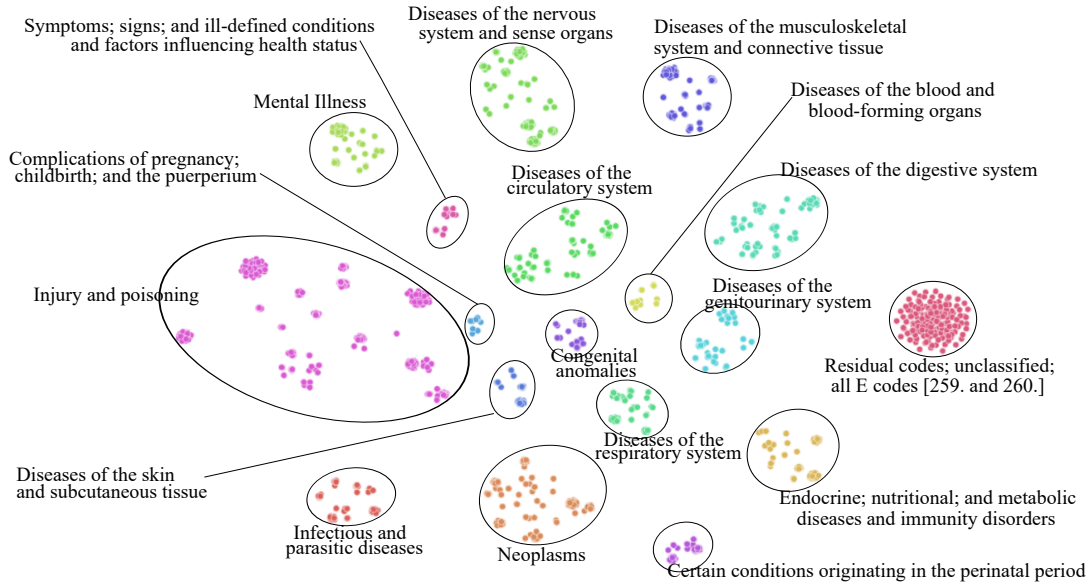 Diseases of the nervous
system and sense organs
Symptoms; signs; and ill-defined conditions
and factors influencing health status
Diseases of the musculoskeletal
system and connective tissue
Mental Illness
Diseases of the blood and
blood-forming organs
Complications of pregnancy;
childbirth; and the puerperium
Diseases of the
circulatory system
Diseases of the digestive system
Injury and poisoning
Diseases of the
genitourinary system
Congenital
anomalies
Residual codes; unclassified;
all E codes [259. and 260.]
Diseases of the
respiratory system
Diseases of the skin
and subcutaneous tissue
Endocrine; nutritional; and metabolic
diseases and immunity disorders
Infectious and
parasitic diseases
Neoplasms
Certain conditions originating in the perinatal period